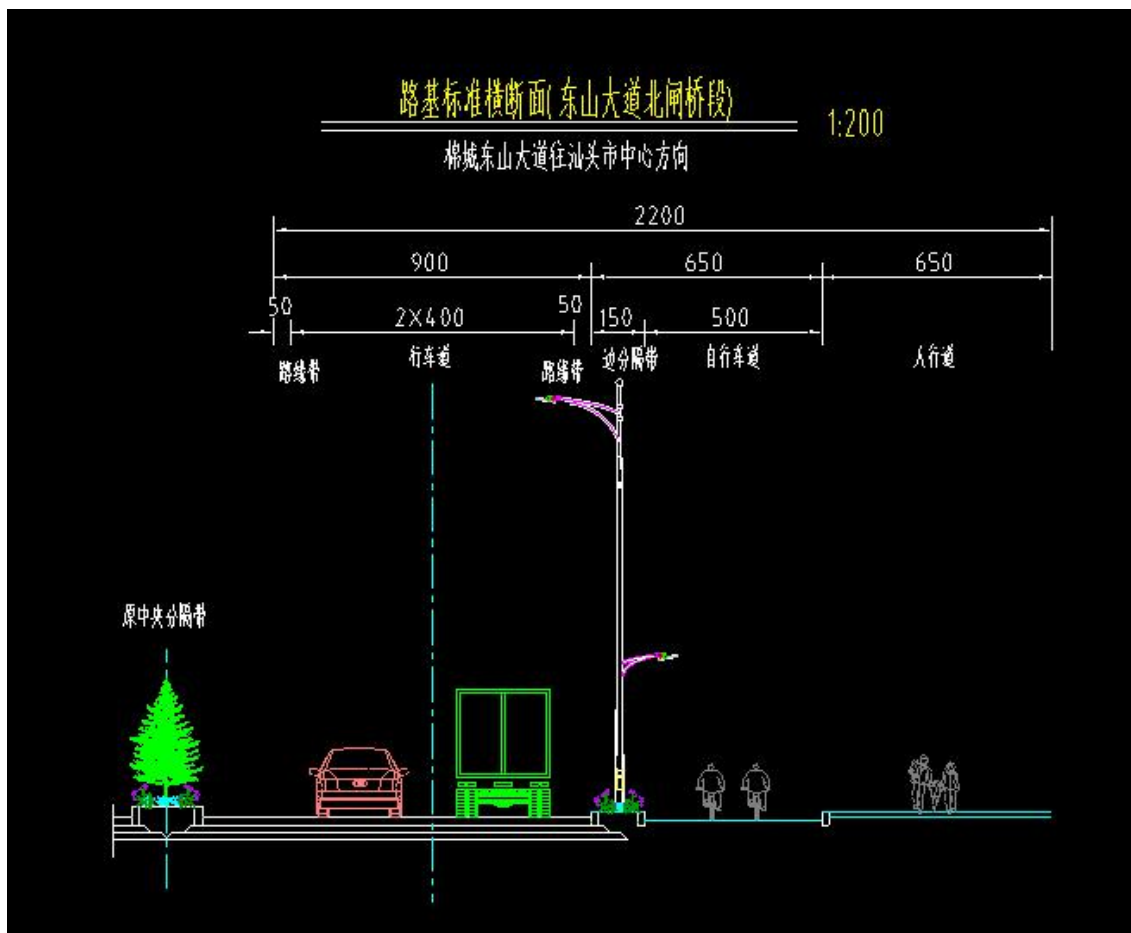 路基标准横断面(东山大道北闸桥段)
1:200
棉城东山大道往汕头市中心方向
2200
900 650 650
50 2×400 50 150 500
路缘带 行车道 路缘带 边分隔带 自行车道 人行道
原中央分隔带